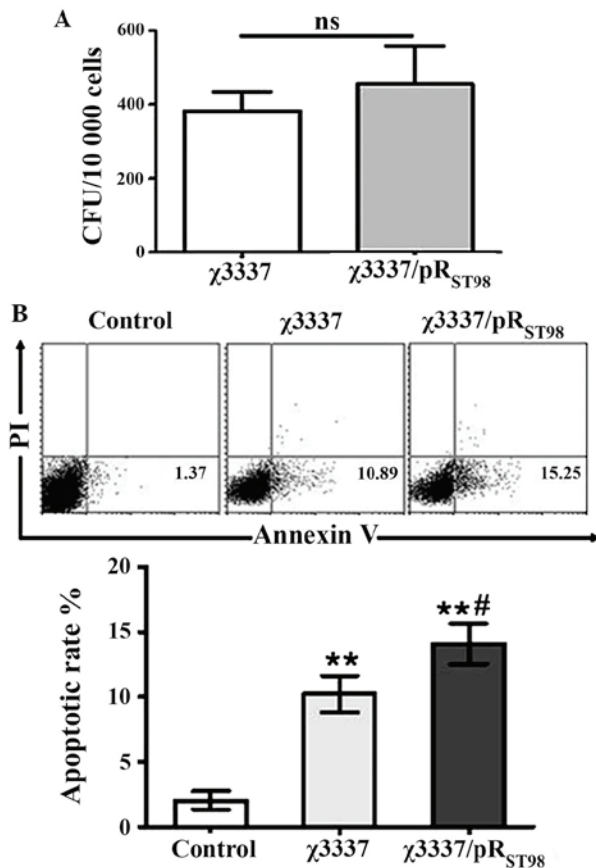 A
ns
CFU/10 000 cells
600
400
200
0
χ3337
χ3337/pRST98
B
Control
χ3337
χ3337/pRST98
PI
1.37
10.89
15.25
Annexin V
Apoptotic rate %
20
15
10
5
0
**
**#
Control
χ3337
χ3337/pRST98